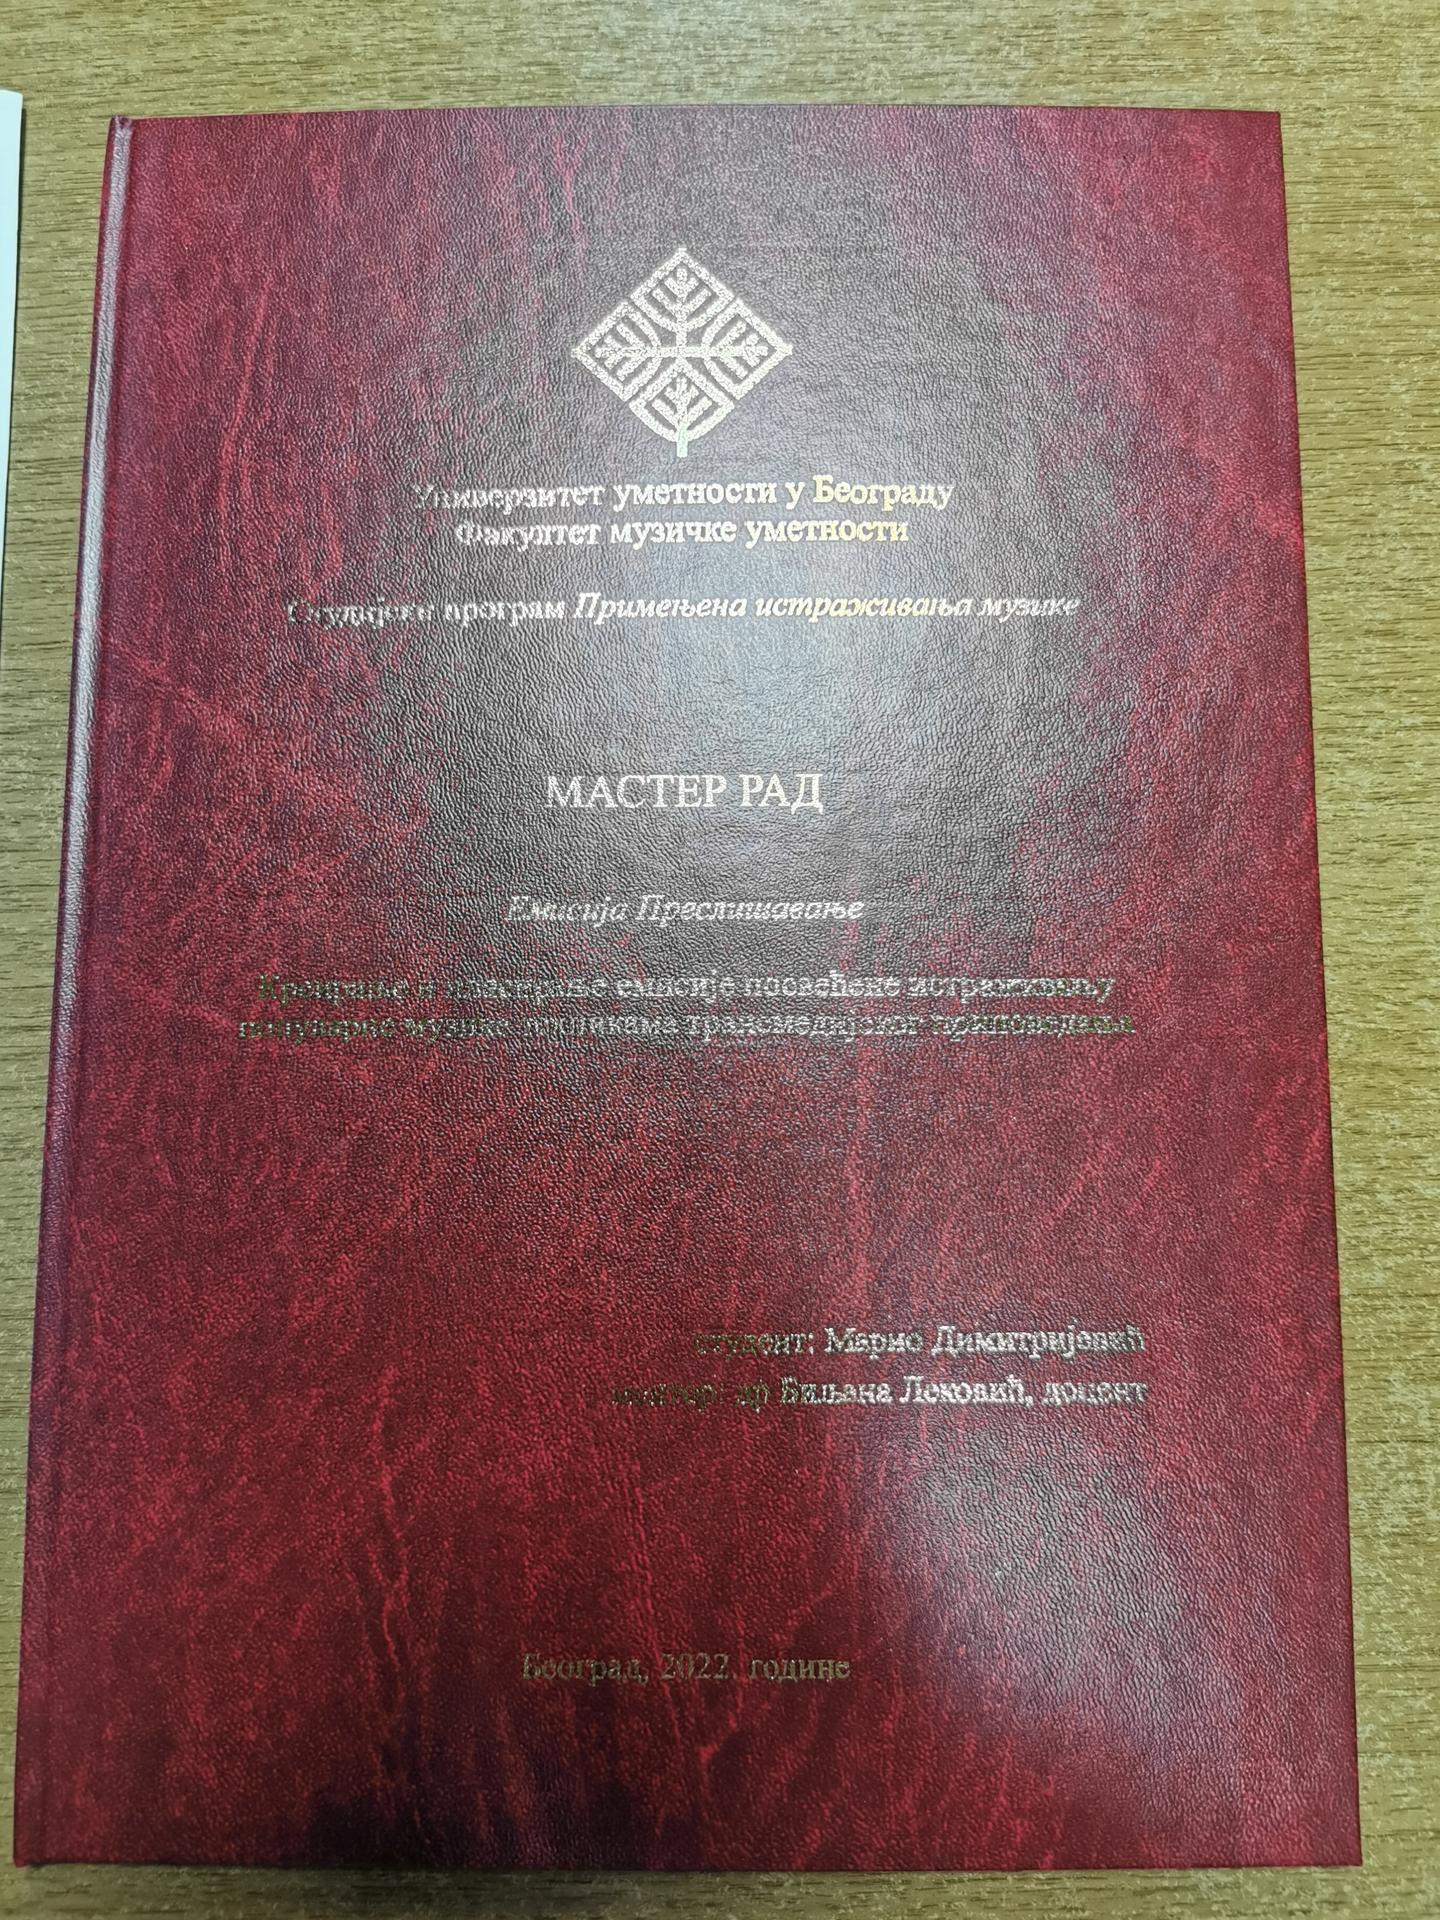 Универзитет уметности у Београду
Факултет музичке уметности
Студијски програм Примењена истраживања музике
МАСТЕР РАД
Емисија Преслишавање
Креирање и пласирање емисије посвећене истраживању
популарне музике техникама трансмедијског приповедања
студент: Марио Димитријевић
ментор: др Биљана Лековић, доцент
Београд, 2022. године